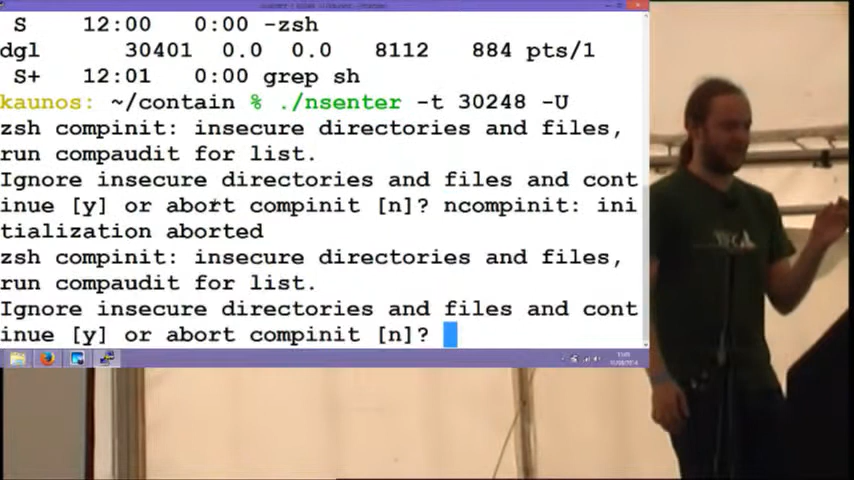 S     12:00   0:00 -zsh
dgl      30401  0.0  0.0   8112   884 pts/1
S+    12:01   0:00 grep sh
kaunos: ~/contain % ./nsenter -t 30248 -U
zsh compinit: insecure directories and files,
run compaudit for list.
Ignore insecure directories and files and cont
inue [y] or abort compinit [n]? ncompinit: ini
tialization aborted
zsh compinit: insecure directories and files,
run compaudit for list.
Ignore insecure directories and files and cont
inue [y] or abort compinit [n]?